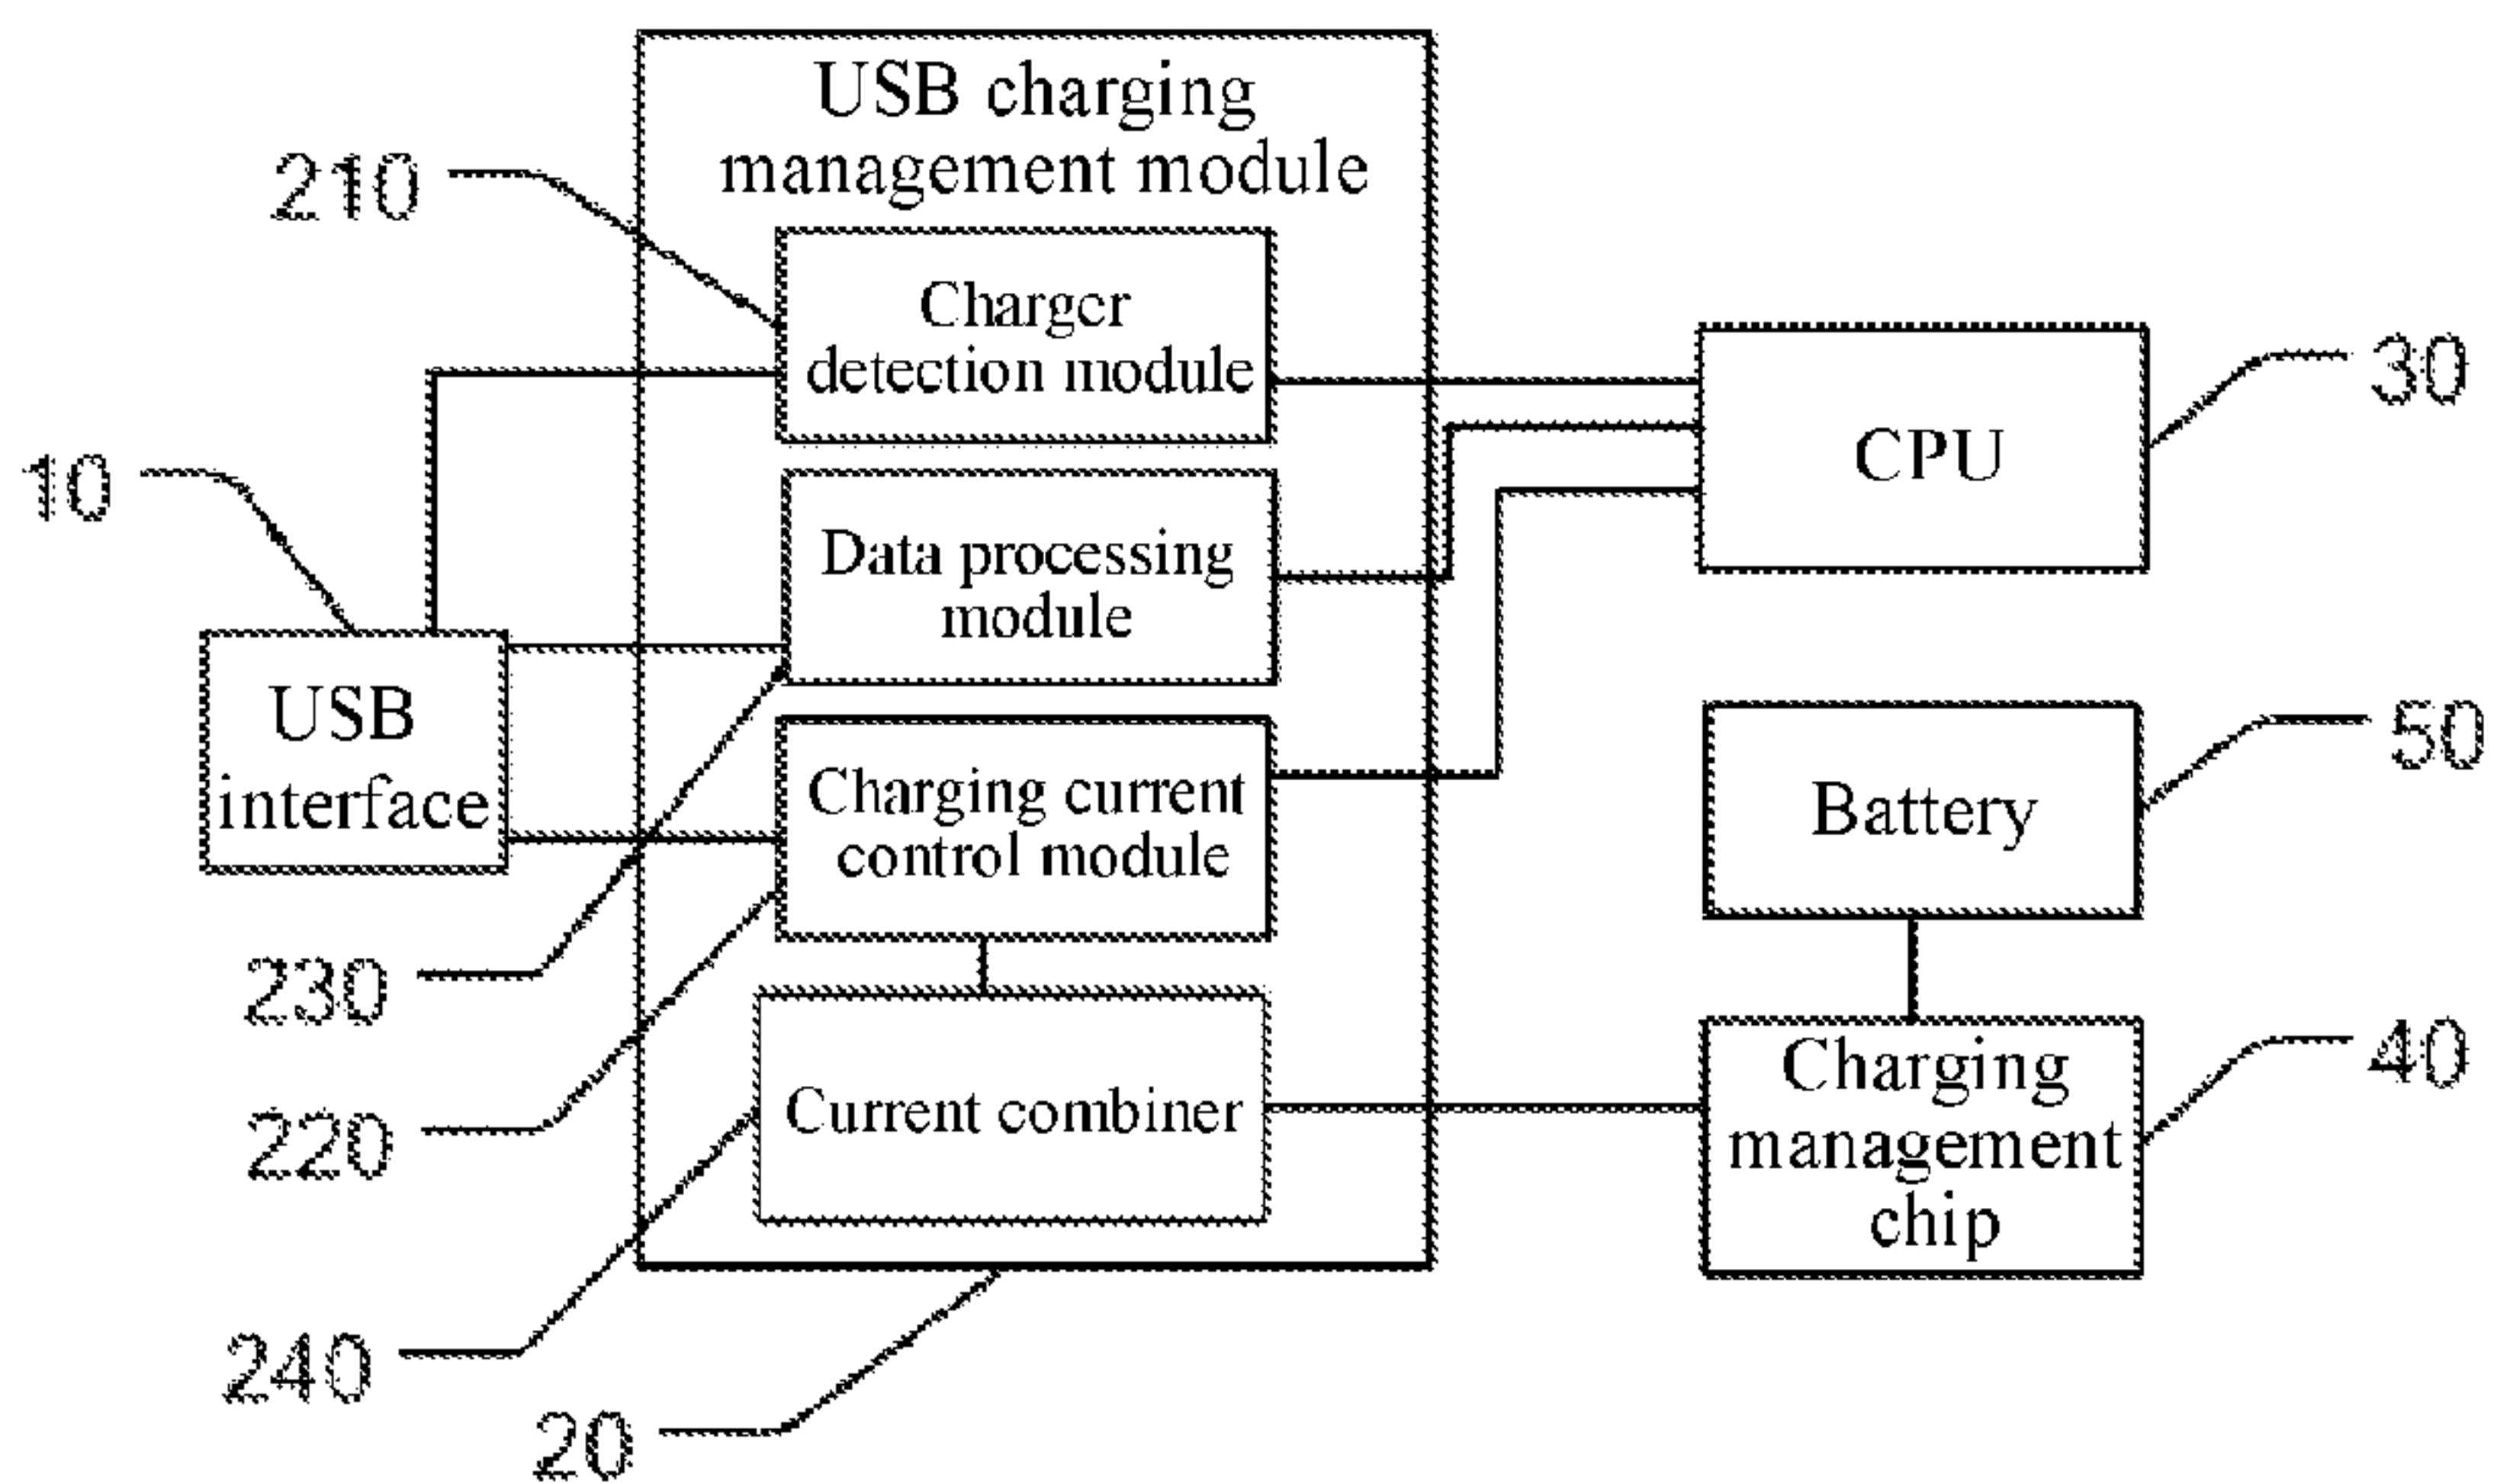 USB charging
management module
210
Charger
detection module
30
CPU
10
Data processing
module
USB
interface
50
Battery
Charging current
control module
230
220
Current combiner
40
Charging
management
chip
240
20